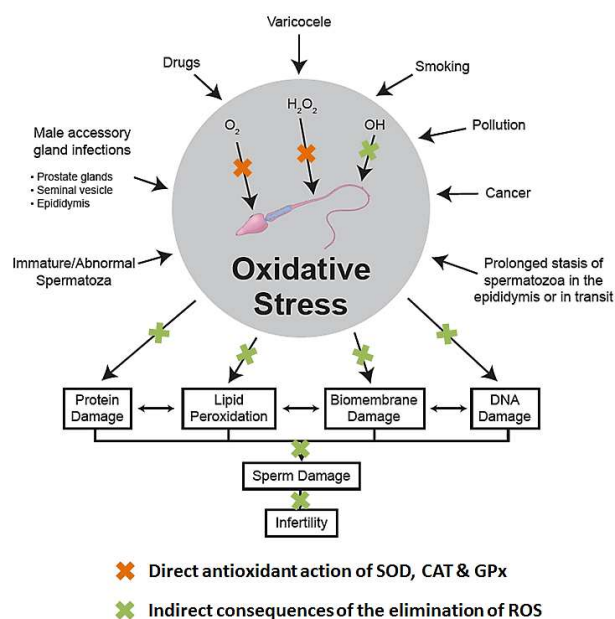 Varicocele
Drugs
Smoking
H₂O₂
O₂
OH
Male accessory
gland infections
• Prostate glands
• Seminal vesicle
• Epididymis
Pollution
Cancer
Immature/Abnormal
Spermatoza
Oxidative
Stress
Prolonged stasis of
spermatozoa in the
epididymis or in transit
Protein
Damage
Lipid
Peroxidation
Biomembrane
Damage
DNA
Damage
Sperm Damage
Infertility
Direct antioxidant action of SOD, CAT & GPx
Indirect consequences of the elimination of ROS